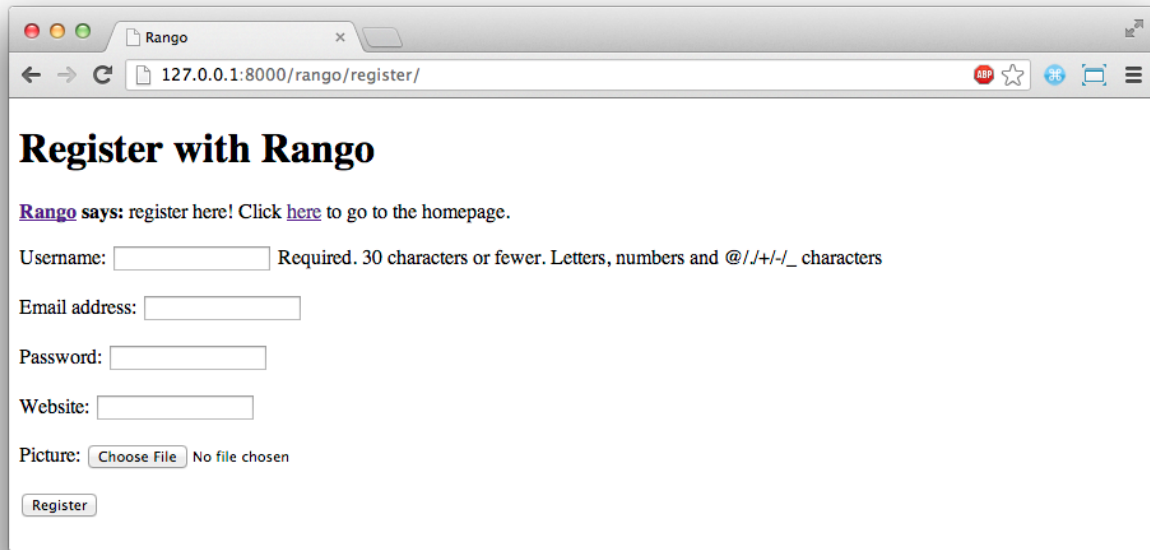 Rango
127.0.0.1:8000/rango/register/
ABP
Register with Rango
Rango says: register here! Click here to go to the homepage.
Username: Required. 30 characters or fewer. Letters, numbers and @/./+/-/_ characters
Email address:
Password:
Website:
Picture: Choose File No file chosen
Register